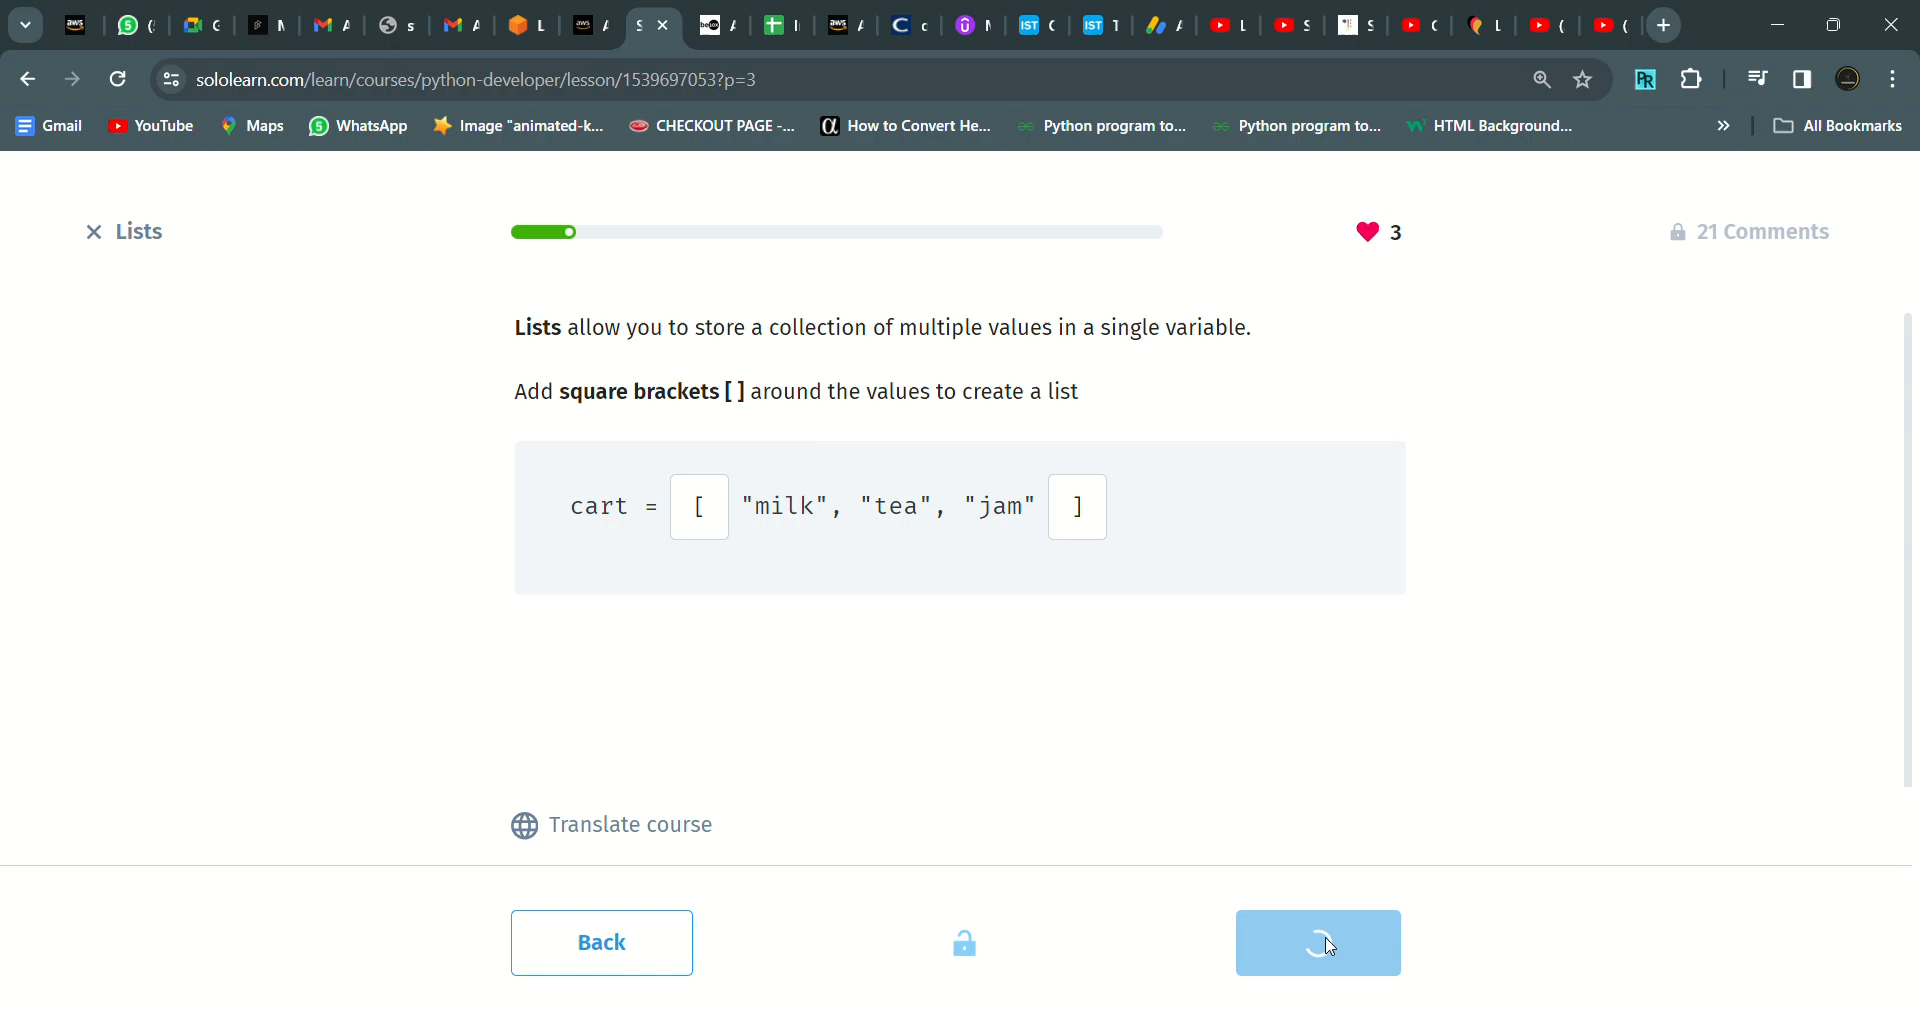 sololearn.com/learn/courses/python-developer/lesson/1539697053?p=3
Gmail YouTube Maps WhatsApp Image "animated-k... CHECKOUT PAGE -... How to Convert He... Python program to... Python program to... HTML Background... » All Bookmarks
× Lists 3 21 Comments
Lists allow you to store a collection of multiple values in a single variable.
Add square brackets [ ] around the values to create a list
cart = [ "milk", "tea", "jam" ]
Translate course
Back